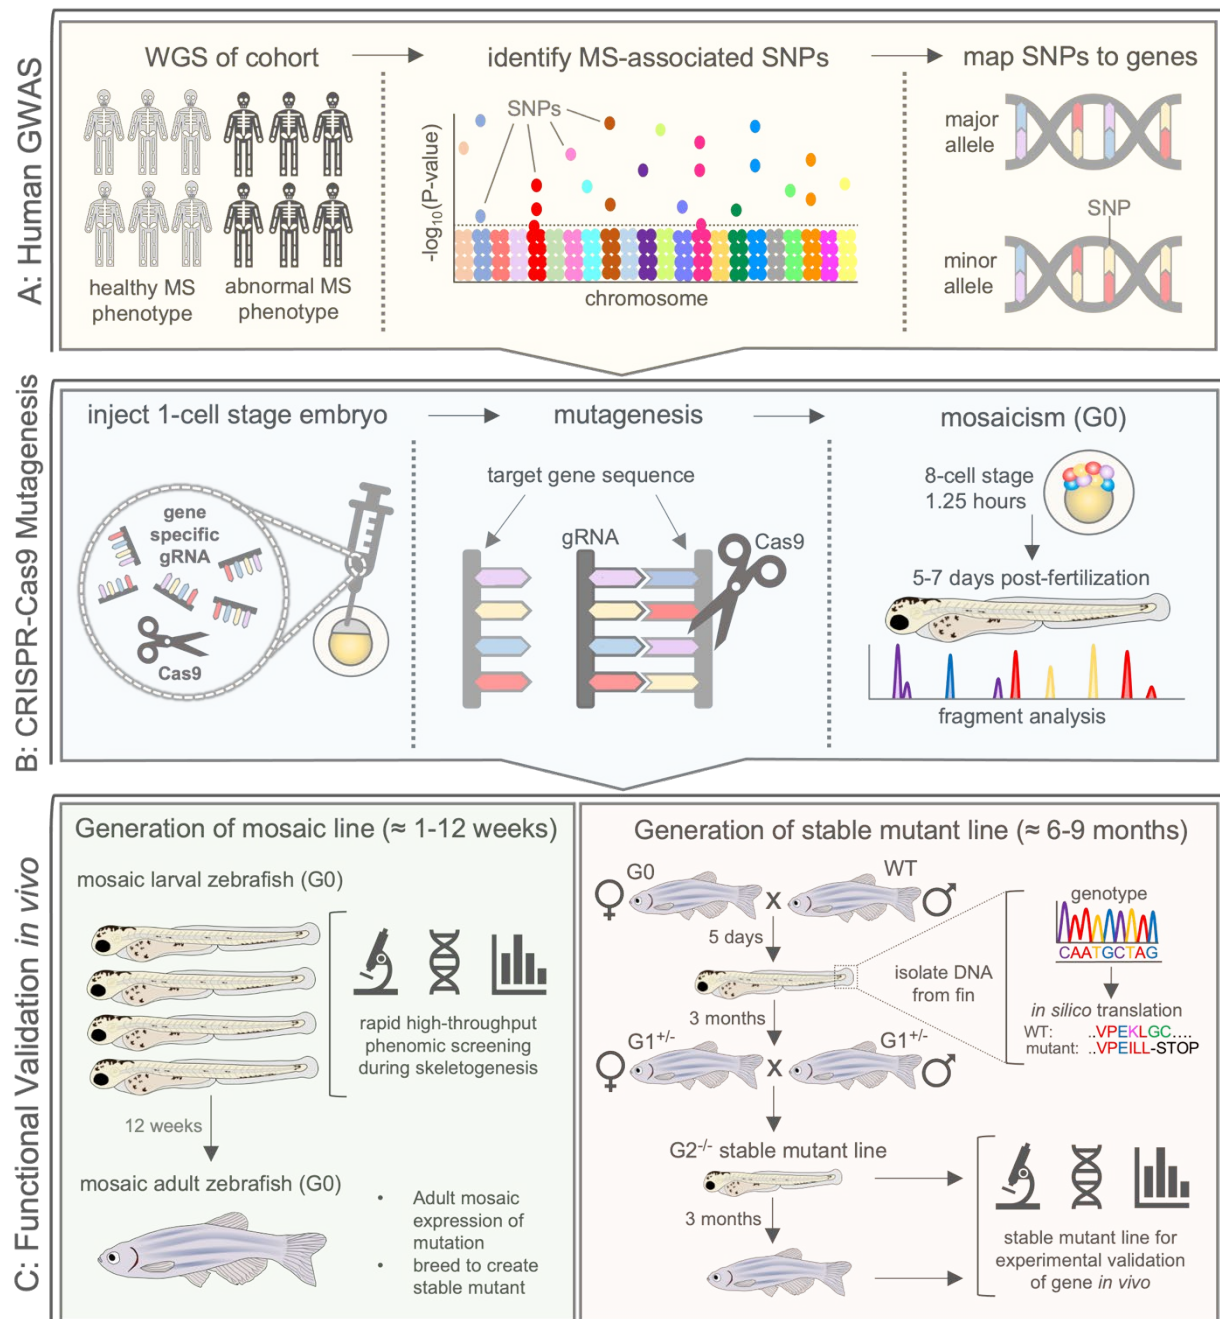 A: Human GWAS
WGS of cohort
identify MS-associated SNPs
map SNPs to genes
healthy MS
phenotype
abnormal MS
phenotype
SNPs
-log10(P-value)
chromosome
major
allele
SNP
minor
allele
B: CRISPR-Cas9 Mutagenesis
inject 1-cell stage embryo
mutagenesis
mosaicism (G0)
gene
specific
gRNA
Cas9
target gene sequence
gRNA
Cas9
8-cell stage
1.25 hours
5-7 days post-fertilization
fragment analysis
C: Functional Validation in vivo
Generation of mosaic line (≈ 1-12 weeks)
mosaic larval zebrafish (G0)
rapid high-throughput
phenomic screening
during skeletogenesis
12 weeks
mosaic adult zebrafish (G0)
• Adult mosaic
expression of
mutation
• breed to create
stable mutant
Generation of stable mutant line (≈ 6-9 months)
♀ G0
X
WT ♂
5 days
isolate DNA
from fin
genotype
CAATGCTAG
in silico translation
WT: ..VPEKLGC....
mutant: ..VPEILL-STOP
3 months
♀ G1+/-
X
G1+/- ♂
G2-/- stable mutant line
3 months
stable mutant line for
experimental validation
of gene in vivo